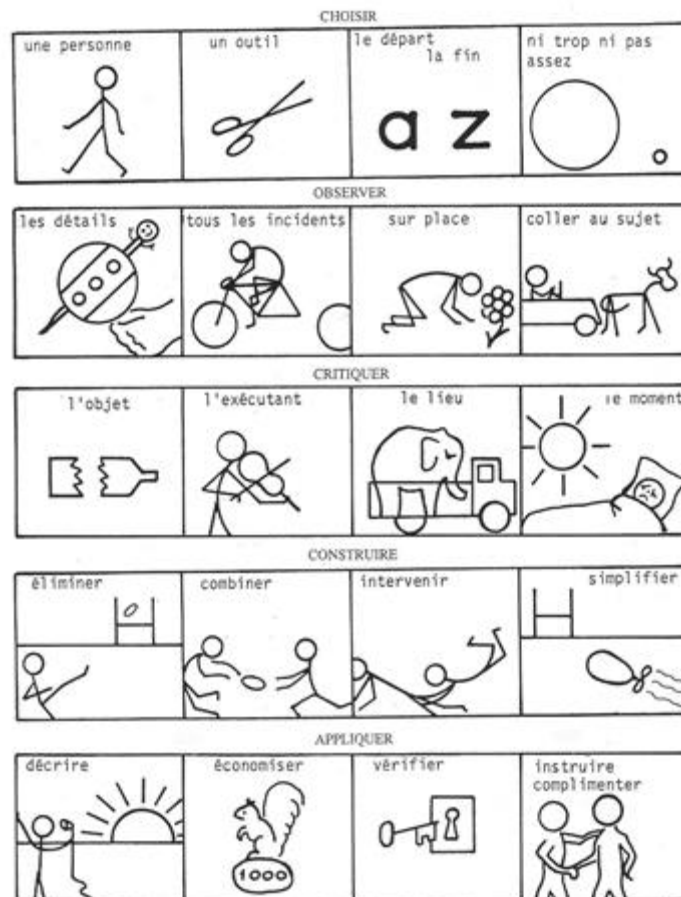 CHOISIR
une personne
un outil
le départ
la fin
ni trop ni pas
assez
a z
OBSERVER
les détails
tous les incidents
sur place
coller au sujet
CRITIQUER
l'objet
l'exécutant
le lieu
le moment
CONSTRUIRE
éliminer
combiner
intervenir
simplifier
APPLIQUER
décrire
économiser
vérifier
instruire
complimenter
1000